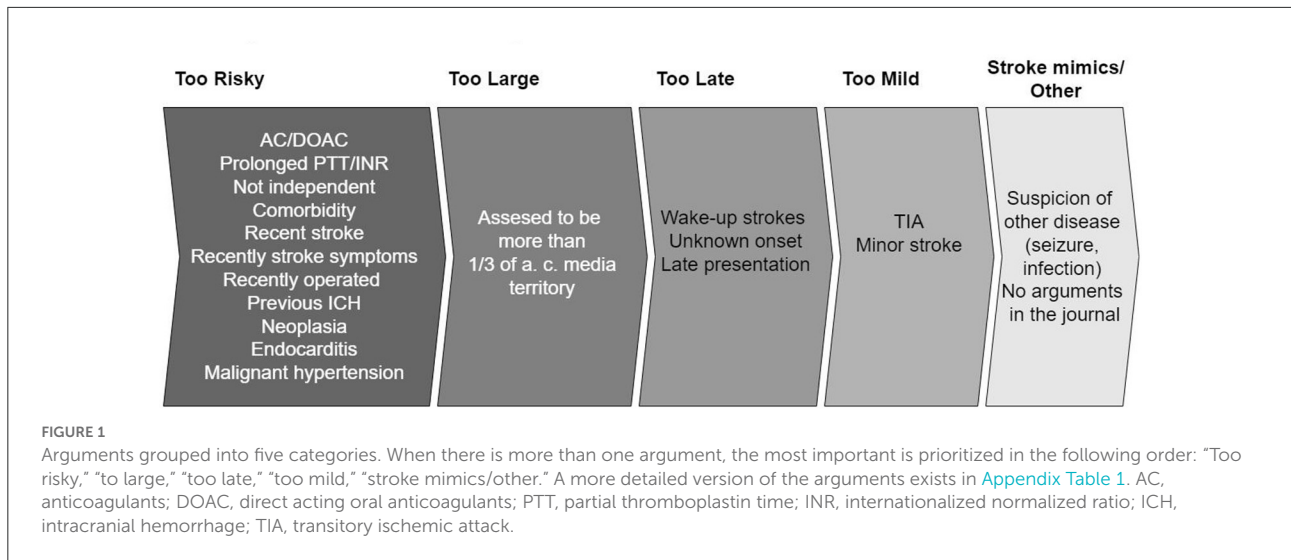 Too Risky
AC/DOAC
Prolonged PTT/INR
Not independent
Comorbidity
Recent stroke
Recently stroke symptoms
Recently operated
Previous ICH
Neoplasia
Endocarditis
Malignant hypertension
Too Large
Assesed to be
more than
1/3 of a. c. media
territory
Too Late
Wake-up strokes
Unknown onset
Late presentation
Too Mild
TIA
Minor stroke
Stroke mimics/
Other
Suspicion of
other disease
(seizure,
infection)
No arguments
in the journal
FIGURE 1
Arguments grouped into five categories. When there is more than one argument, the most important is prioritized in the following order: “Too
risky,” “to large,” “too late,” “too mild,” “stroke mimics/other.” A more detailed version of the arguments exists in Appendix Table 1. AC,
anticoagulants; DOAC, direct acting oral anticoagulants; PTT, partial thromboplastin time; INR, internationalized normalized ratio; ICH,
intracranial hemorrhage; TIA, transitory ischemic attack.